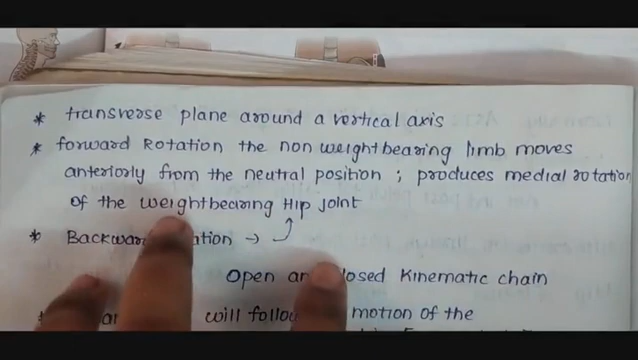 * transverse plane around a vertical axis
* forward Rotation the non weightbearing limb moves
anteriorly from the neutral position ; produces medial rotation
of the weightbearing Hip joint
* Backwa ation →
Open an losed Kinematic chain
will follow motion of the